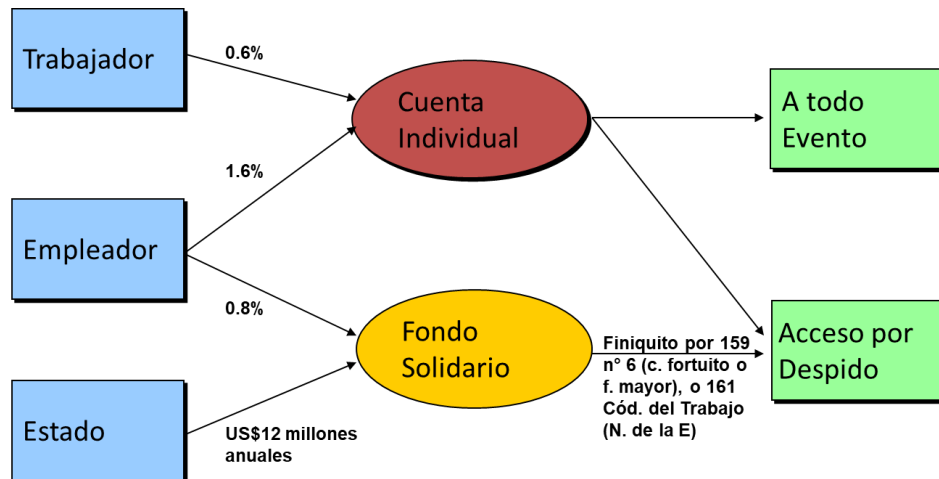 Trabajador
0.6%
Cuenta
Individual
A todo
Evento
1.6%
Empleador
0.8%
Fondo
Solidario
Finiquito por 159
n° 6 (c. fortuito o
f. mayor), o 161
Cód. del Trabajo
(N. de la E)
Acceso por
Despido
Estado
US$12 millones
anuales